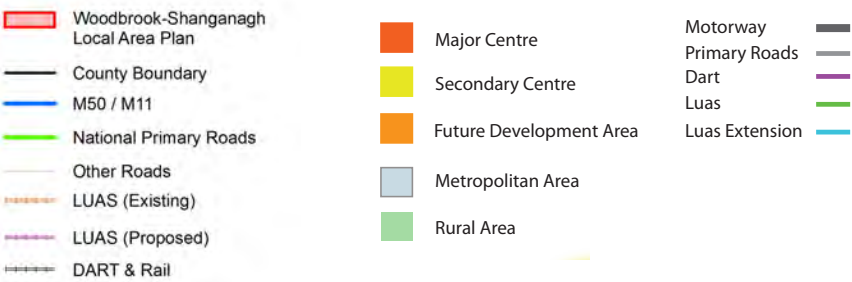 Woodbrook-Shanganagh
Local Area Plan
County Boundary
M50 / M11
National Primary Roads
Other Roads
LUAS (Existing)
LUAS (Proposed)
DART & Rail
Major Centre
Secondary Centre
Future Development Area
Metropolitan Area
Rural Area
Motorway
Primary Roads
Dart
Luas
Luas Extension